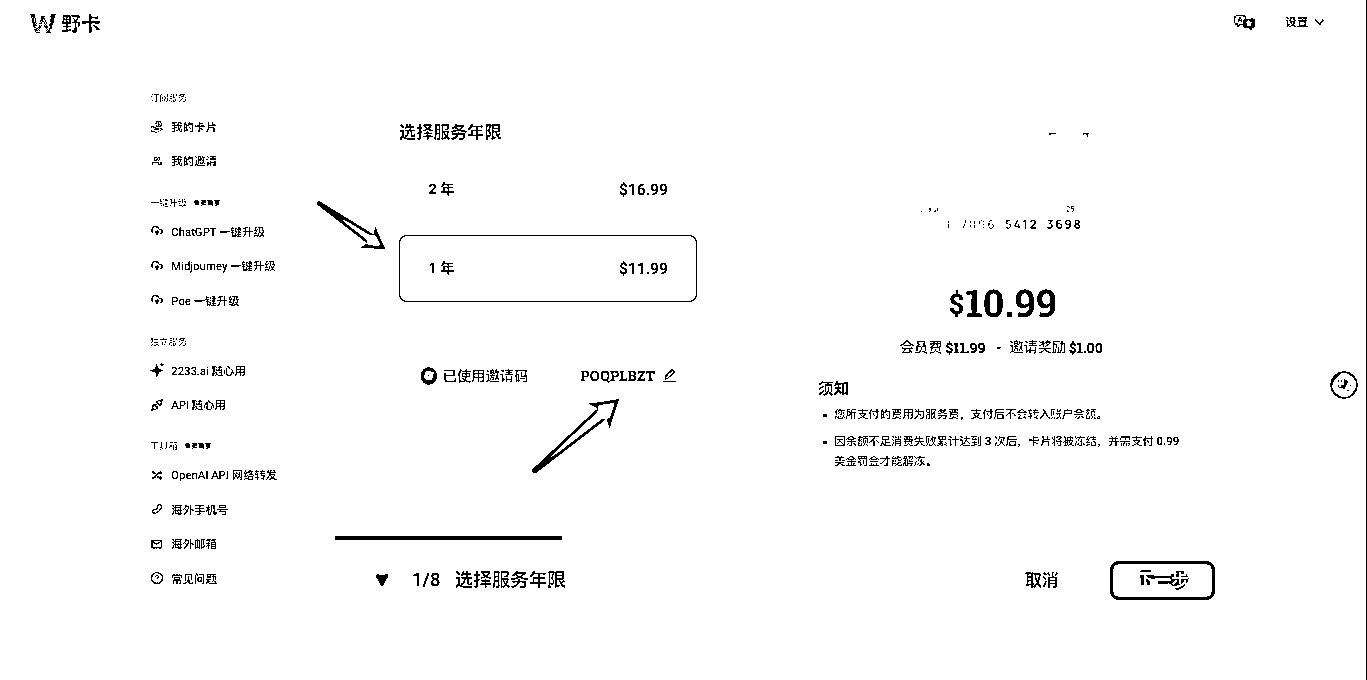 野卡
设置
订阅服务
我的卡片
我的邀请
一键升级
ChatGPT 一键升级
Midjourney 一键升级
Poe 一键升级
独立服务
2233.ai 随心用
API 随心用
工具箱
OpenAI API 网络转发
海外手机号
海外邮箱
常见问题
选择服务年限
2 年 $16.99
1 年 $11.99
已使用邀请码 POQPLBZT
1/8 选择服务年限
5412 3698
$10.99
会员费 $11.99 - 邀请奖励 $1.00
须知
您所支付的费用为服务费，支付后不会转入账户余额。
因余额不足消费失败累计达到 3 次后，卡片将被冻结，并需支付 0.99
美金罚金才能解冻。
取消
下一步